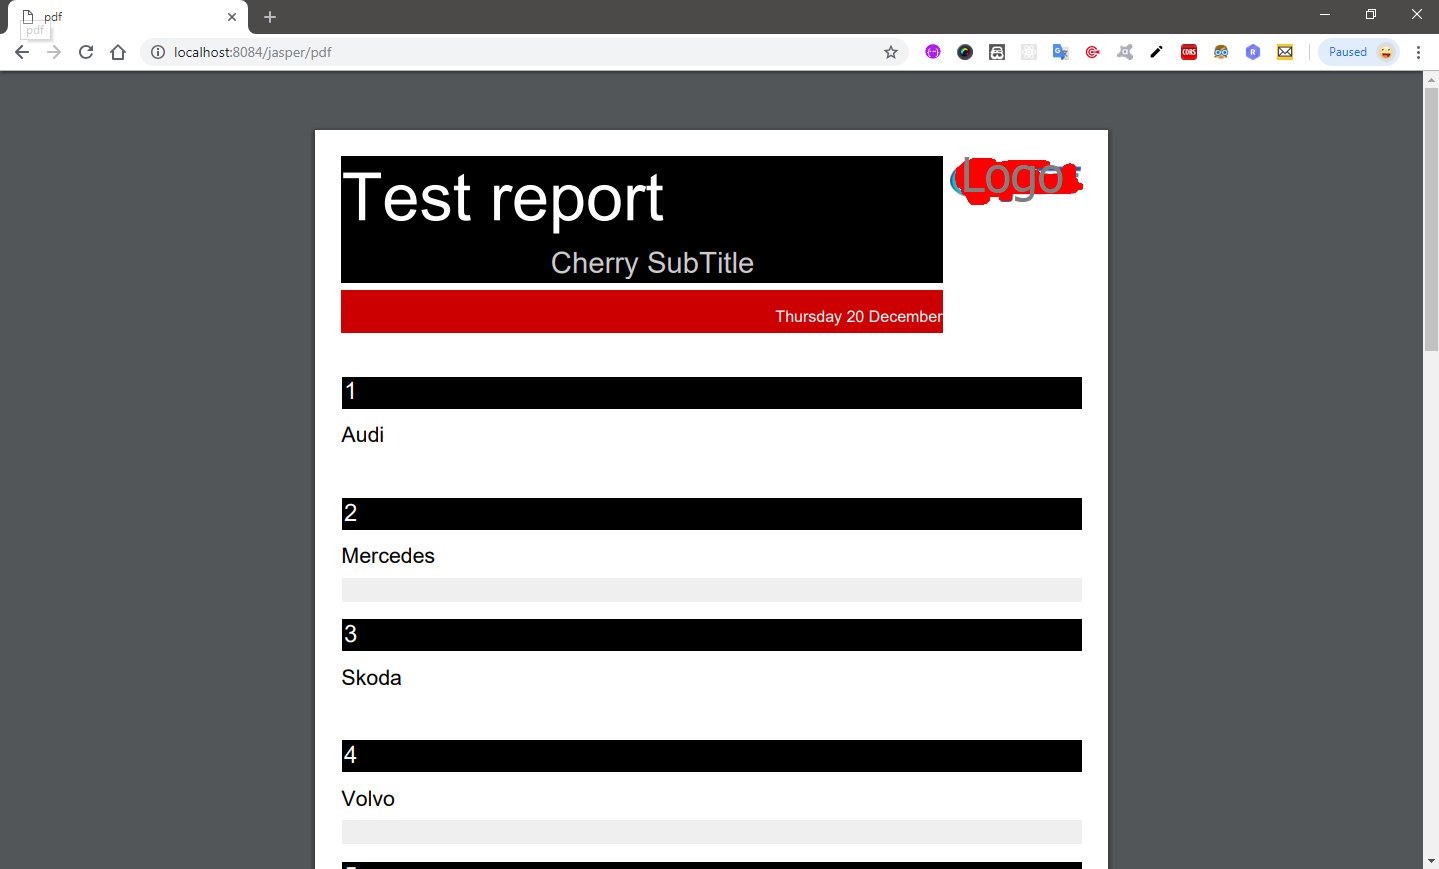 pdf
pdf
localhost:8084/jasper/pdf
CORS
R
Paused
Test report
Logo
Cherry SubTitle
Thursday 20 December
1
Audi
2
Mercedes
3
Skoda
4
Volvo